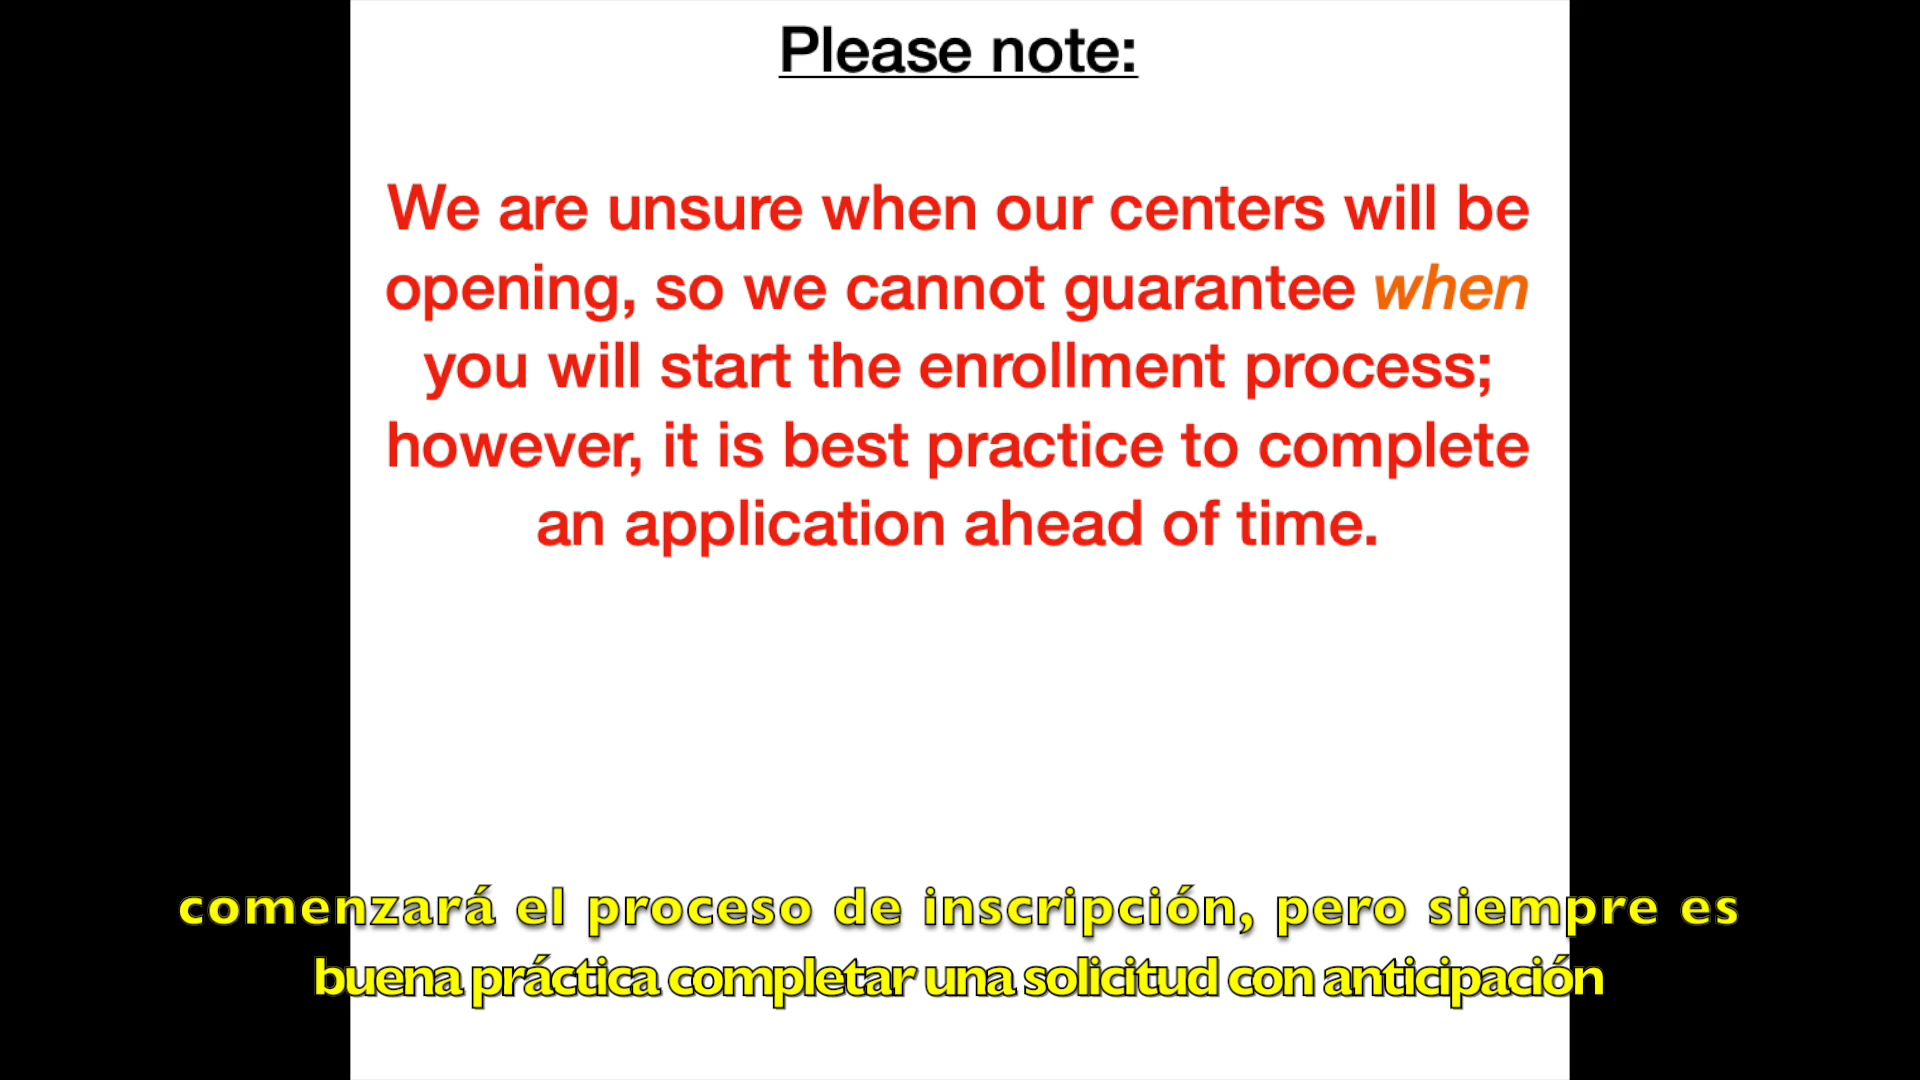 Please note:
We are unsure when our centers will be
opening, so we cannot guarantee when
you will start the enrollment process;
however, it is best practice to complete
an application ahead of time.
comenzará el proceso de inscripción, pero siempre es
buena práctica completar una solicitud con anticipación